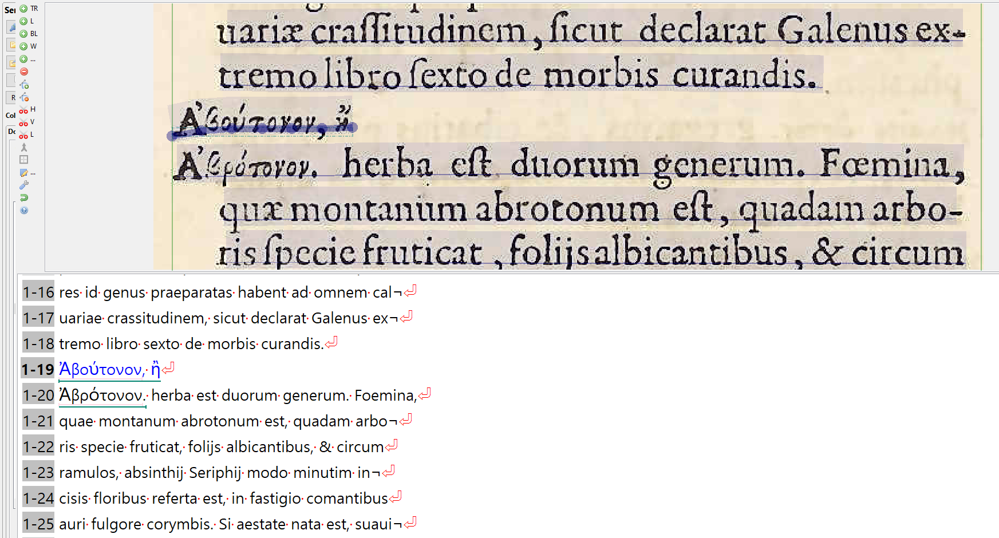 Ser
Col
Do
R
TR
L
BL
W
...
H
V
L
...
uariæ craſſitudinem, ſicut declarat Galenus ex-
tremo libro ſexto de morbis curandis.
Ἀβούτονον, ἢ
Ἀβρότονον. herba eſt duorum generum. Fœmina,
quæ montanum abrotonum eſt, quadam arbo-
ris ſpecie fruticat, folijs albicantibus, & circum
1-16 res id genus praeparatas habent ad omnem cal¬
1-17 uariae crassitudinem, sicut declarat Galenus ex¬
1-18 tremo libro sexto de morbis curandis.
1-19 Ἀβούτονον, ἢ
1-20 Ἀβρότονον. herba est duorum generum. Foemina,
1-21 quae montanum abrotonum est, quadam arbo¬
1-22 ris specie fruticat, folijs albicantibus, & circum
1-23 ramulos, absinthij Seriphij modo minutim in¬
1-24 cisis floribus referta est, in fastigio comantibus
1-25 auri fulgore corymbis. Si aestate nata est, suaui¬